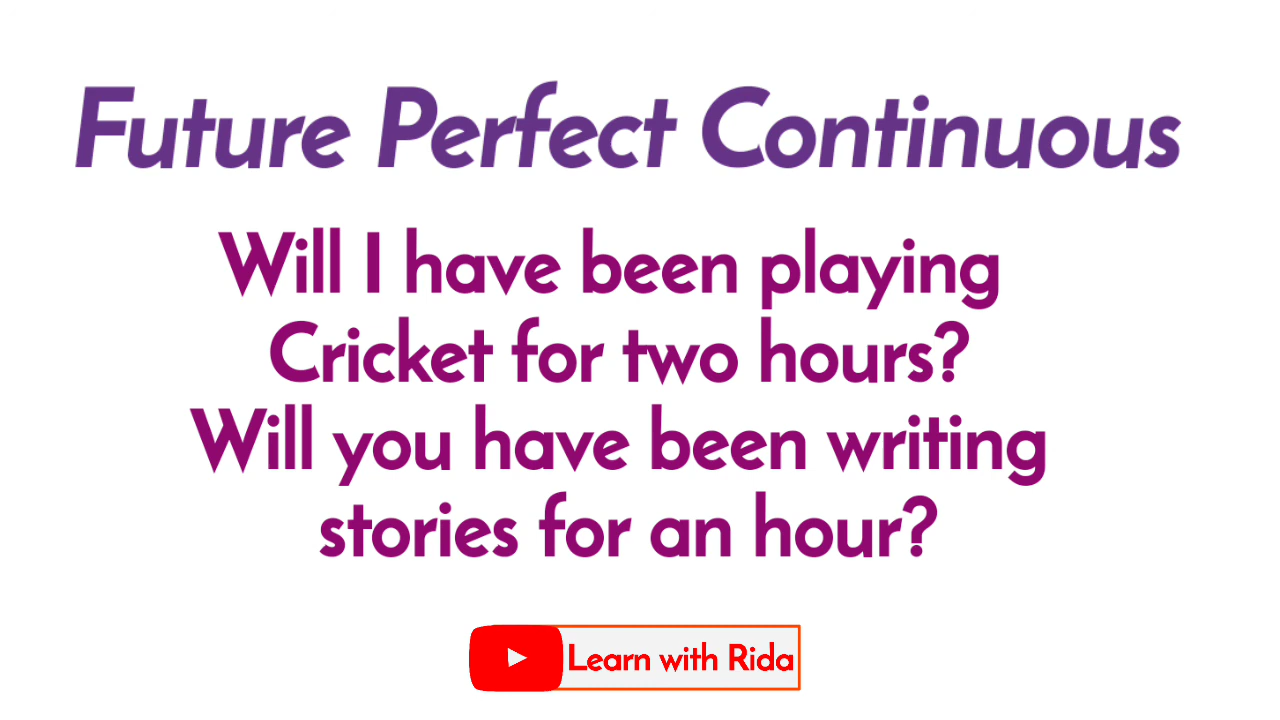 Future Perfect Continuous
Will I have been playing
Cricket for two hours?
Will you have been writing
stories for an hour?
Learn with Rida